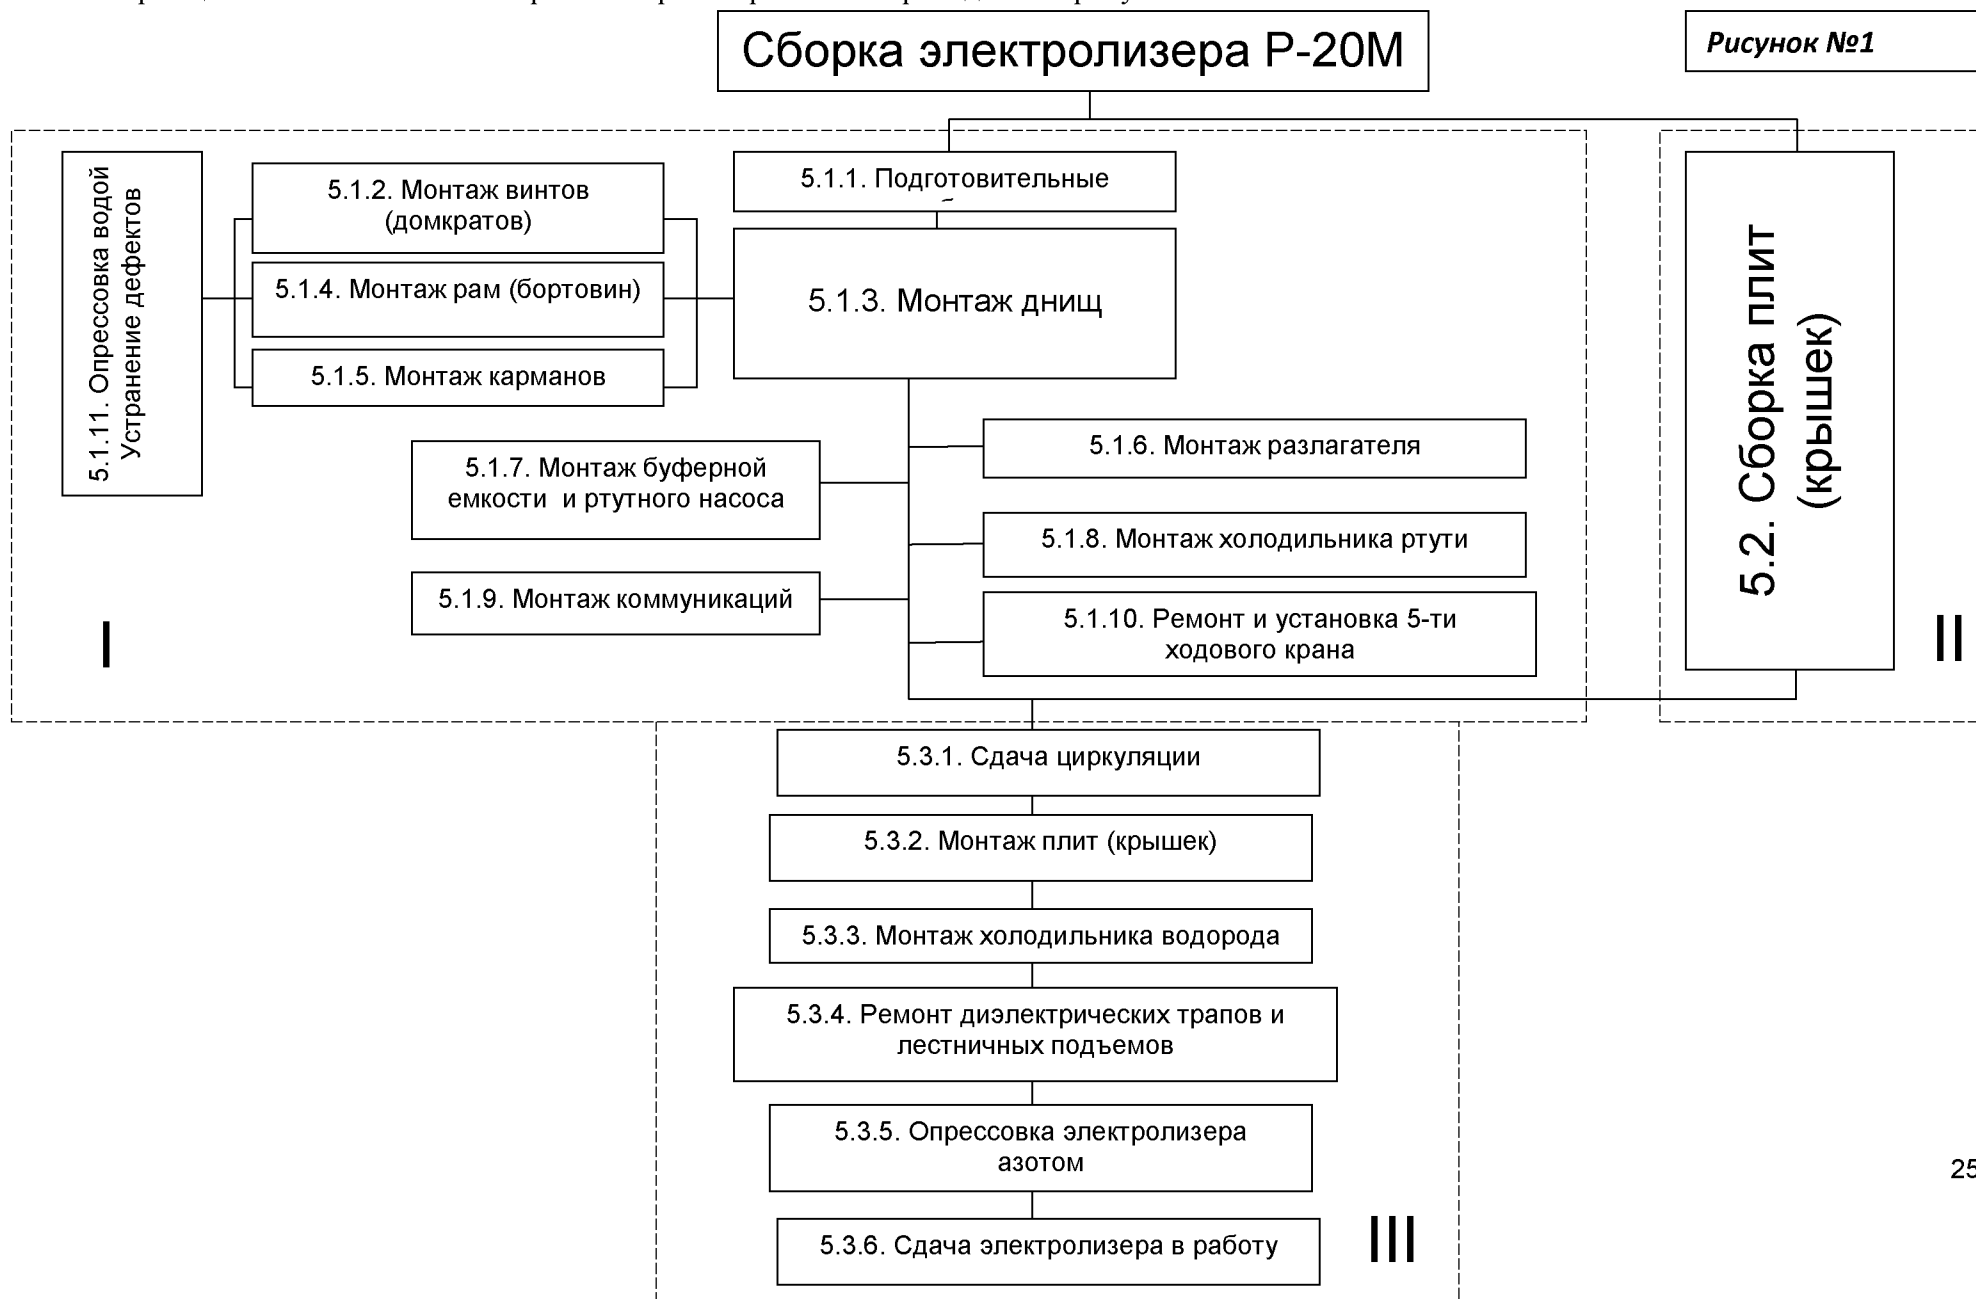 Сборка электролизера Р-20М
Рисунок №1
5.1.11. Опрессовка водой
Устранение дефектов
5.1.2. Монтаж винтов
(домкратов)
5.1.4. Монтаж рам (бортовин)
5.1.5. Монтаж карманов
5.1.1. Подготовительные
5.1.3. Монтаж днищ
5.1.6. Монтаж разлагателя
5.1.7. Монтаж буферной
емкости и ртутного насоса
5.1.8. Монтаж холодильника ртути
5.1.9. Монтаж коммуникаций
5.1.10. Ремонт и установка 5-ти
ходового крана
I
5.2. Сборка плит
(крышек)
II
5.3.1. Сдача циркуляции
5.3.2. Монтаж плит (крышек)
5.3.3. Монтаж холодильника водорода
5.3.4. Ремонт диэлектрических трапов и
лестничных подъемов
5.3.5. Опрессовка электролизера
азотом
5.3.6. Сдача электролизера в работу
III
25